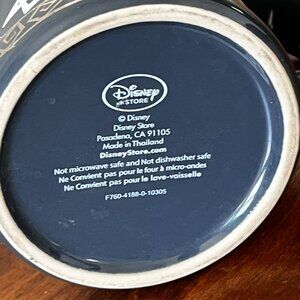 Disney
STORE
© Disney
Disney Store
Pasadena, CA 91105
Made in Thailand
DisneyStore.com
Not microwave safe and Not dishwasher safe
Ne Convient pas pour le four à micro-ondes
Ne Convient pas pour le lave-vaisselle
F760-4188-0-10305